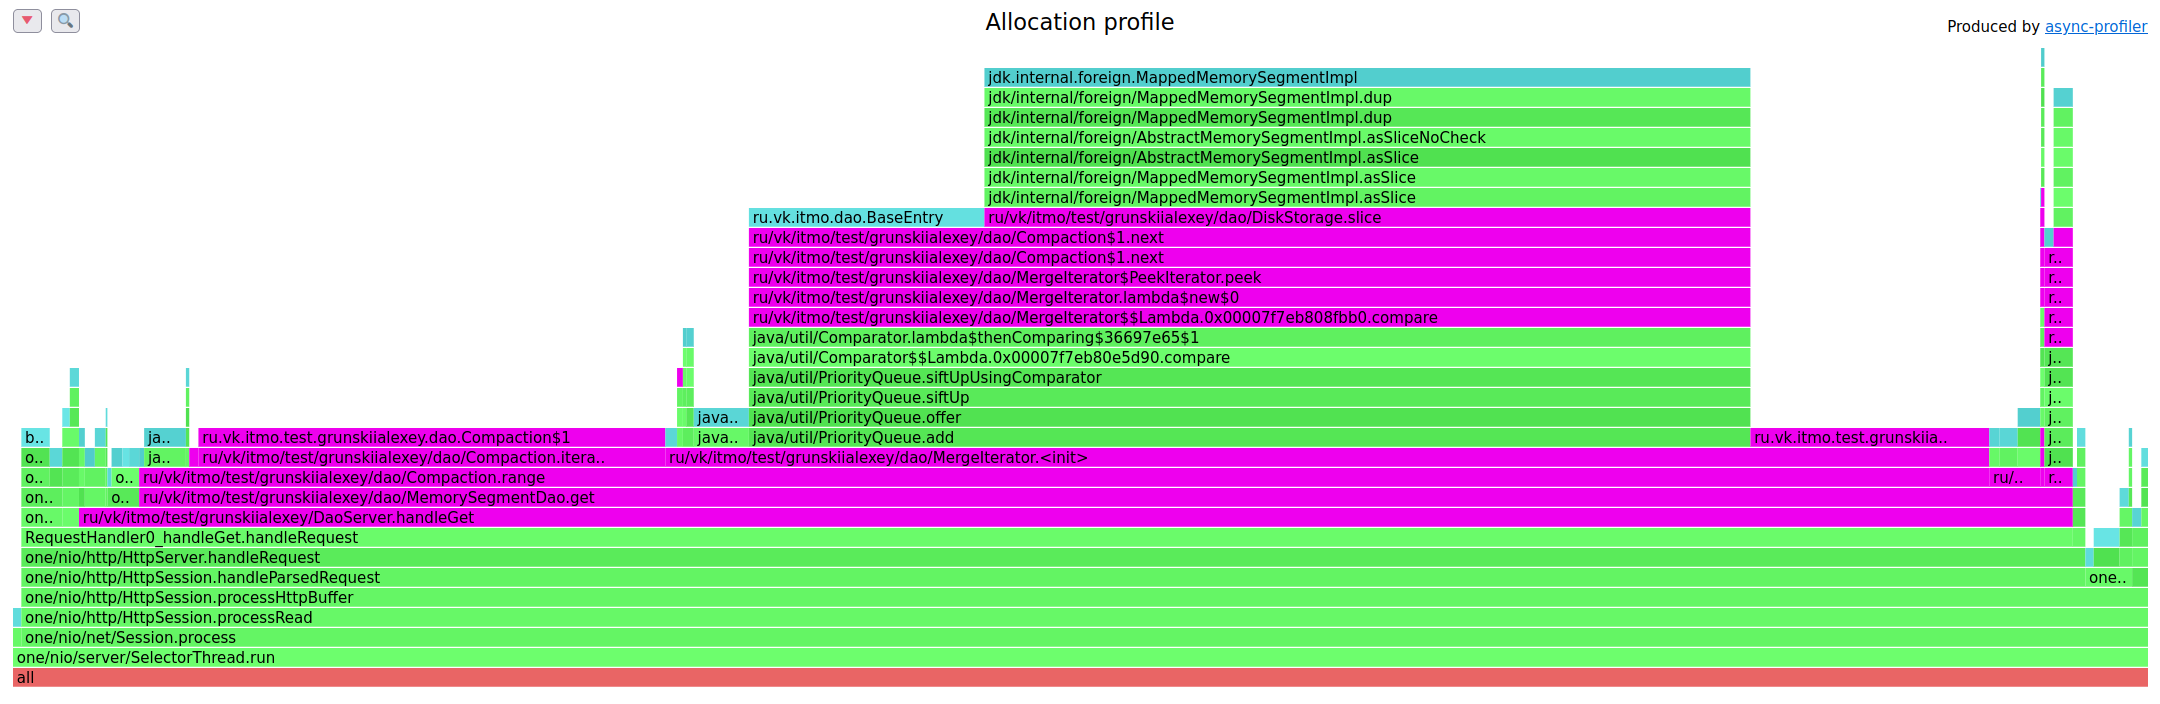 Allocation profile
Produced by async-profiler
jdk.internal.foreign.MappedMemorySegmentImpl
jdk/internal/foreign/MappedMemorySegmentImpl.dup
jdk/internal/foreign/MappedMemorySegmentImpl.dup
jdk/internal/foreign/AbstractMemorySegmentImpl.asSliceNoCheck
jdk/internal/foreign/AbstractMemorySegmentImpl.asSlice
jdk/internal/foreign/MappedMemorySegmentImpl.asSlice
jdk/internal/foreign/MappedMemorySegmentImpl.asSlice
ru.vk.itmo.dao.BaseEntry ru/vk/itmo/test/grunskiialexey/dao/DiskStorage.slice
ru/vk/itmo/test/grunskiialexey/dao/Compaction$1.next
ru/vk/itmo/test/grunskiialexey/dao/Compaction$1.next r..
ru/vk/itmo/test/grunskiialexey/dao/MergeIterator$PeekIterator.peek r..
ru/vk/itmo/test/grunskiialexey/dao/MergeIterator.lambda$new$0 r..
ru/vk/itmo/test/grunskiialexey/dao/MergeIterator$$Lambda.0x00007f7eb808fbb0.compare r..
java/util/Comparator.lambda$thenComparing$36697e65$1 r..
java/util/Comparator$$Lambda.0x00007f7eb80e5d90.compare j..
java/util/PriorityQueue.siftUpUsingComparator j..
java/util/PriorityQueue.siftUp j..
java.. java/util/PriorityQueue.offer j..
b.. ja.. ru.vk.itmo.test.grunskiialexey.dao.Compaction$1 java.. java/util/PriorityQueue.add ru.vk.itmo.test.grunskiia.. j..
o.. ja.. ru/vk/itmo/test/grunskiialexey/dao/Compaction.itera.. ru/vk/itmo/test/grunskiialexey/dao/MergeIterator.<init> j..
o.. o.. ru/vk/itmo/test/grunskiialexey/dao/Compaction.range ru/.. r..
on.. o.. ru/vk/itmo/test/grunskiialexey/dao/MemorySegmentDao.get
on.. ru/vk/itmo/test/grunskiialexey/DaoServer.handleGet
RequestHandler0_handleGet.handleRequest
one/nio/http/HttpServer.handleRequest
one/nio/http/HttpSession.handleParsedRequest one..
one/nio/http/HttpSession.processHttpBuffer
one/nio/http/HttpSession.processRead
one/nio/net/Session.process
one/nio/server/SelectorThread.run
all